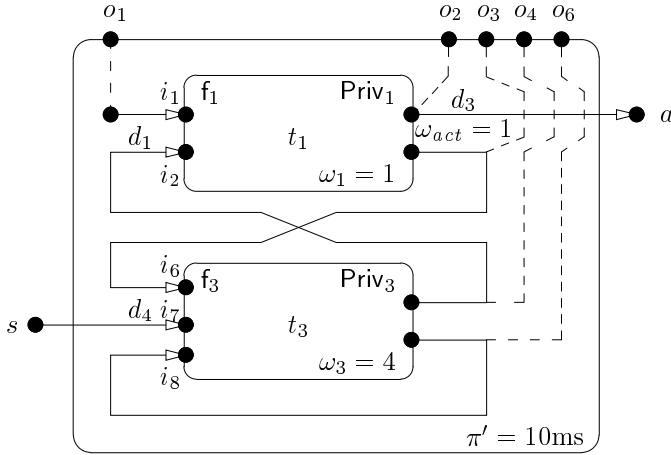 o₁ o₂ o₃ o₄ o₆
i₁ f₁ Priv₁ d₃ a
d₁ t₁ ω_act = 1
i₂ ω₁ = 1
i₆ f₃ Priv₃
s d₄ i₇ t₃
i₈ ω₃ = 4
π′ = 10ms